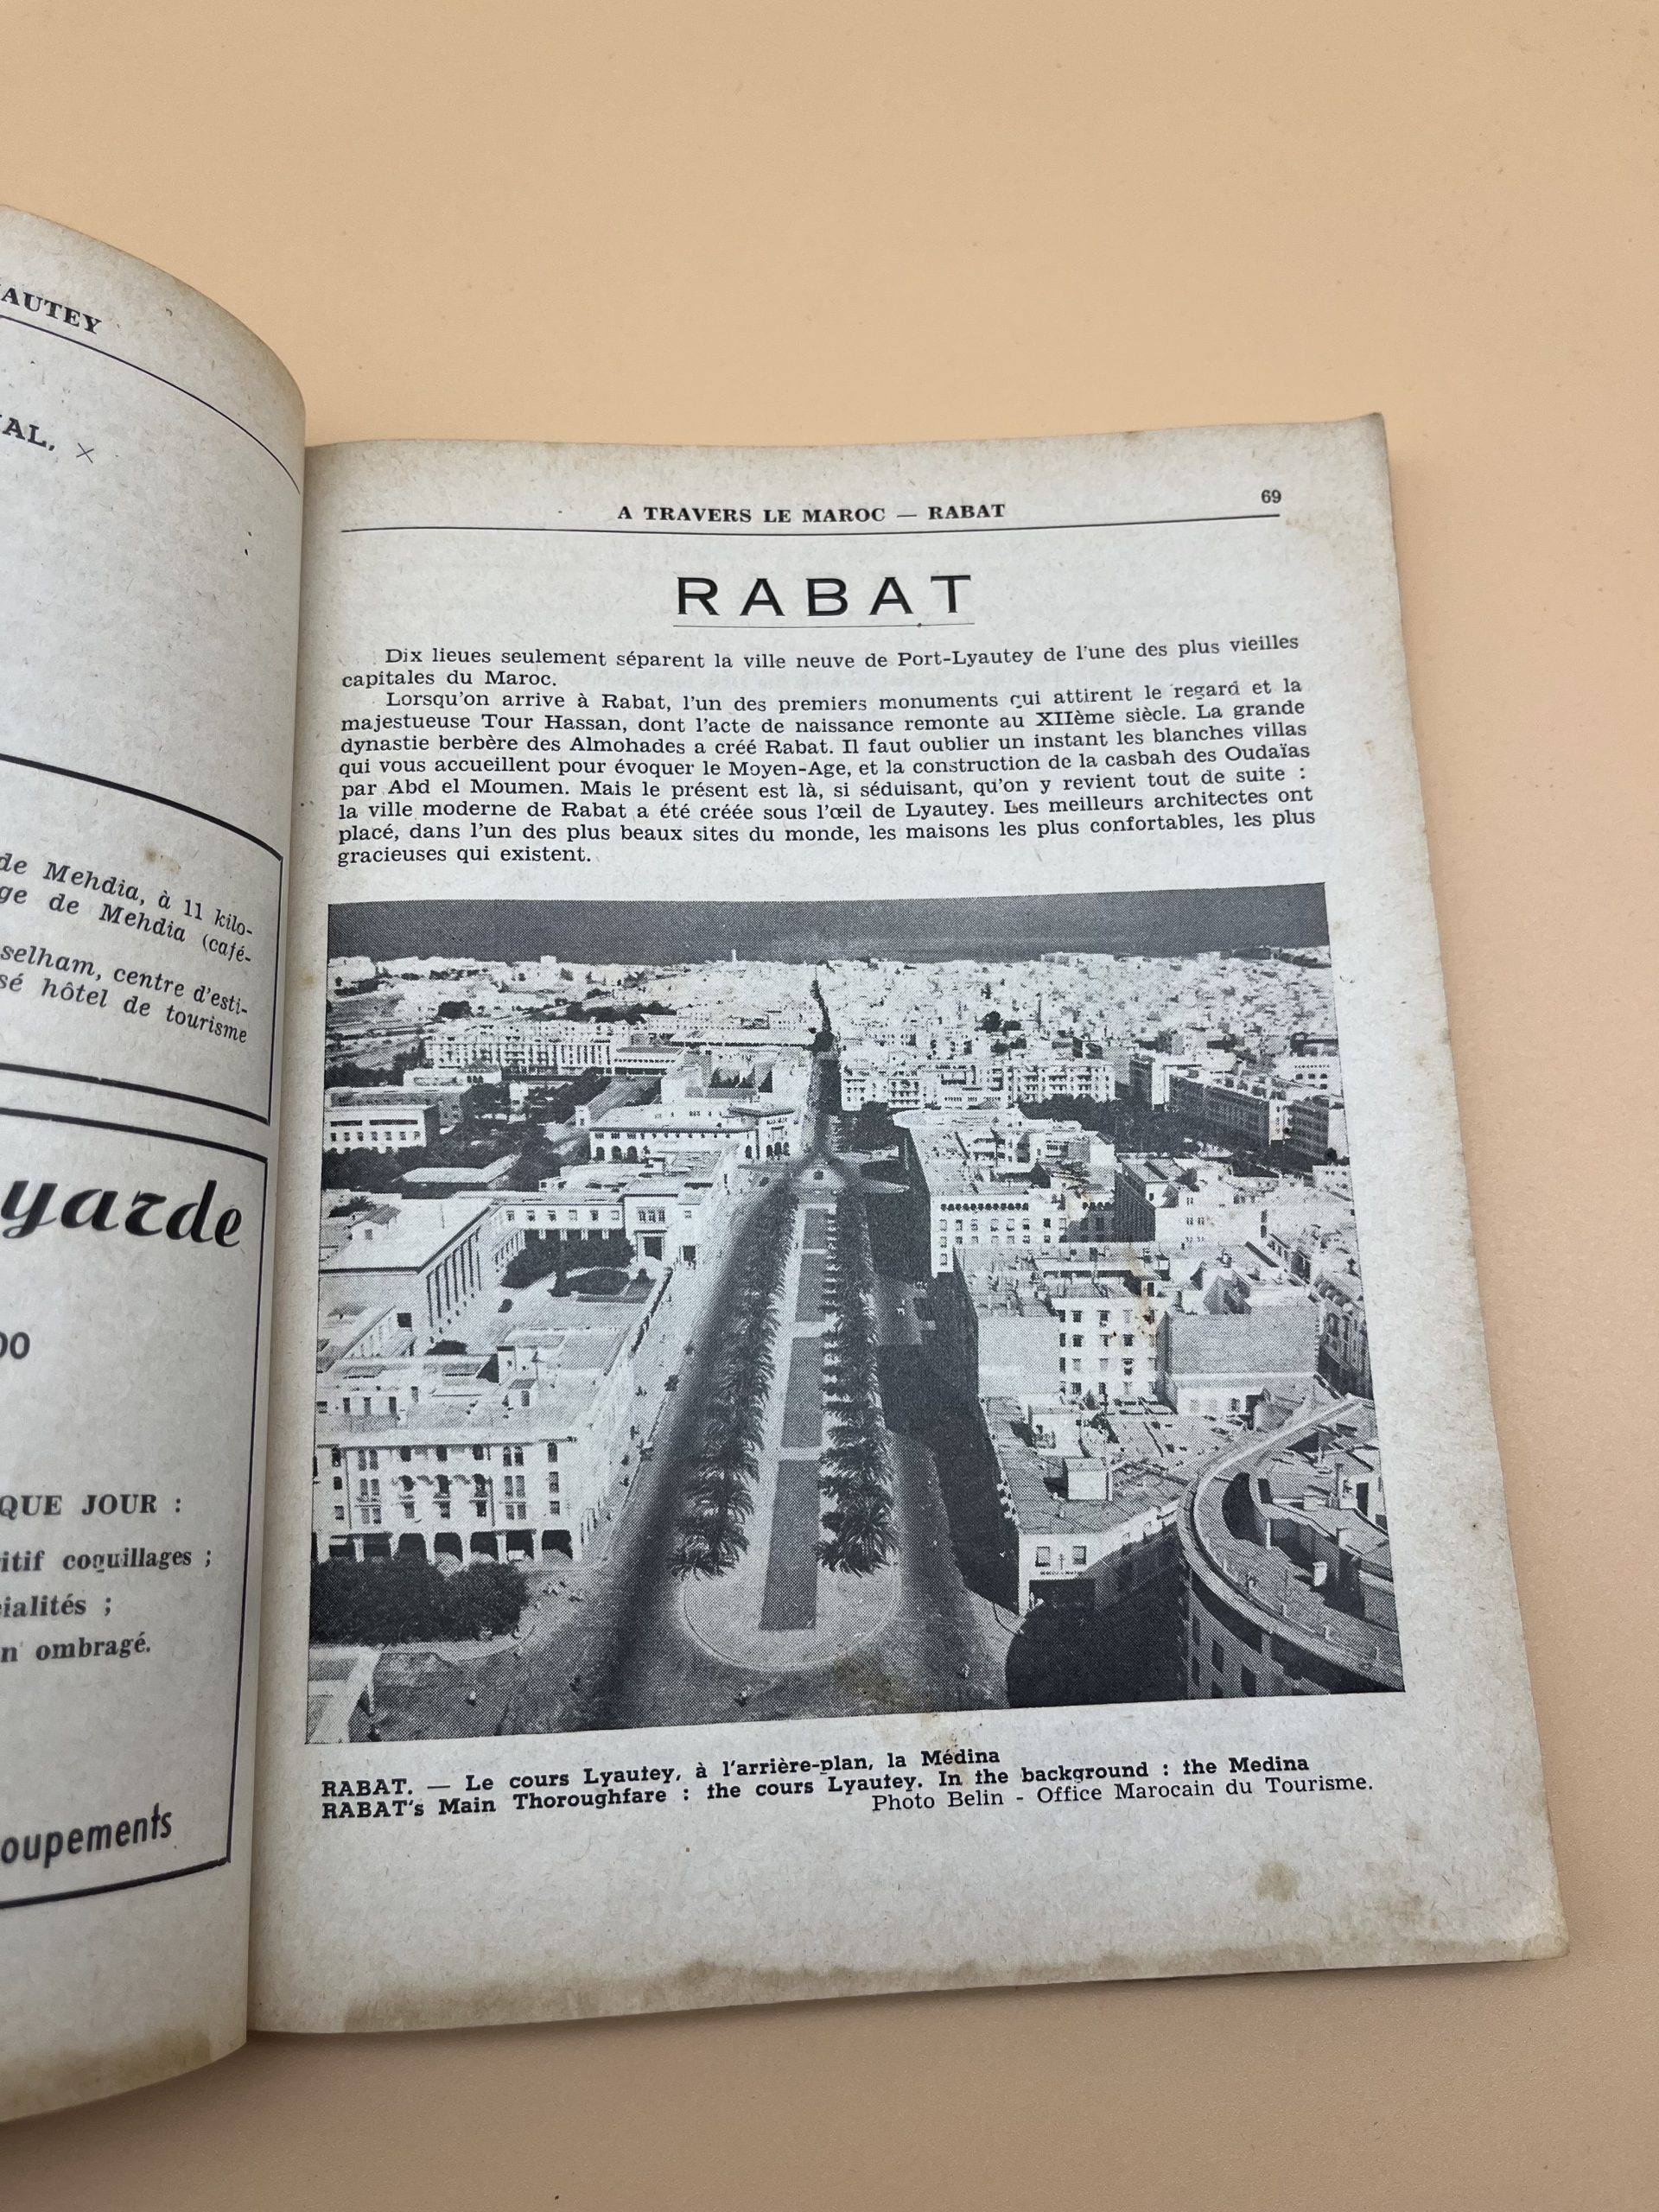 AUTEY
AL,
de Mehdia, à 11 kilo-
ge de Mehdia (café-
selham, centre d'esti-
sé hôtel de tourisme
yarde
00
QUE JOUR :
itif coquillages ;
ialités ;
n ombragé.
oupements
A TRAVERS LE MAROC — RABAT
69
RABAT
Dix lieues seulement séparent la ville neuve de Port-Lyautey de l'une des plus vieilles
capitales du Maroc.
Lorsqu'on arrive à Rabat, l'un des premiers monuments qui attirent le regard et la
majestueuse Tour Hassan, dont l'acte de naissance remonte au XIIème siècle. La grande
dynastie berbère des Almohades a créé Rabat. Il faut oublier un instant les blanches villas
qui vous accueillent pour évoquer le Moyen-Age, et la construction de la casbah des Oudaïas
par Abd el Moumen. Mais le présent est là, si séduisant, qu'on y revient tout de suite :
la ville moderne de Rabat a été créée sous l'œil de Lyautey. Les meilleurs architectes ont
placé, dans l'un des plus beaux sites du monde, les maisons les plus confortables, les plus
gracieuses qui existent.
RABAT. — Le cours Lyautey, à l'arrière-plan, la Médina
RABAT's Main Thoroughfare : the cours Lyautey. In the background : the Medina
Photo Belin - Office Marocain du Tourisme.